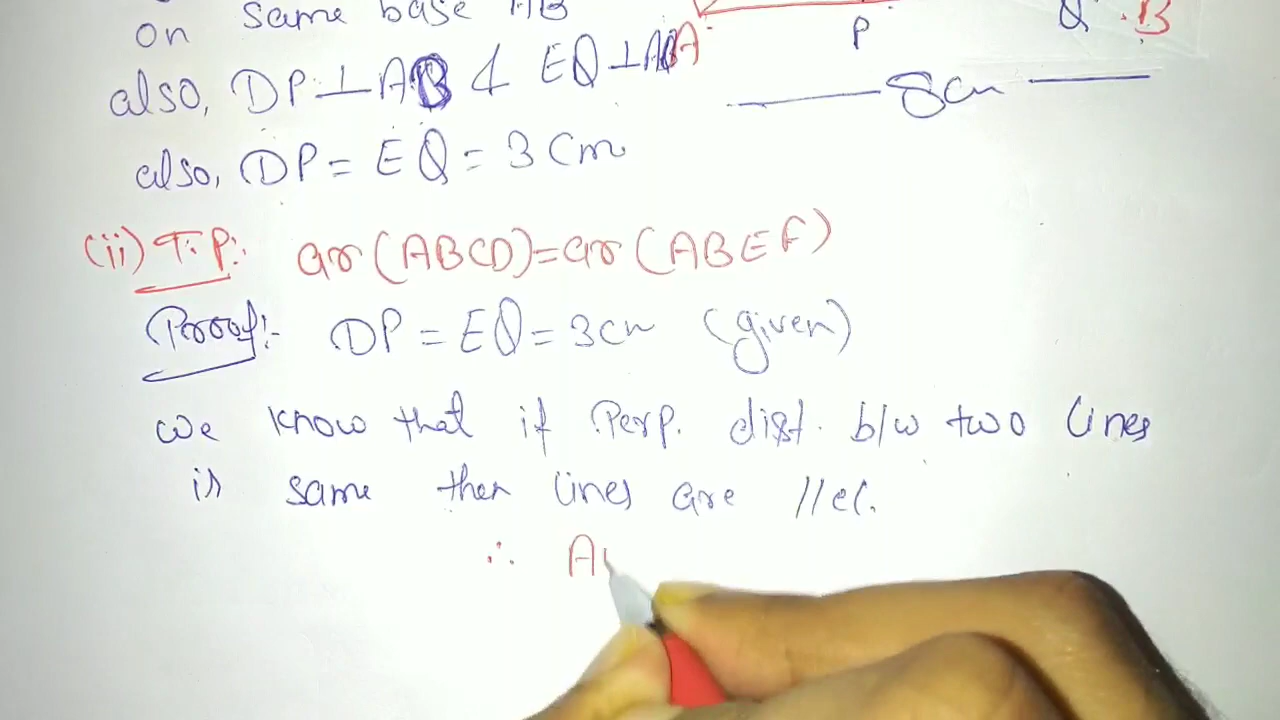 on same base AB
also, DP⊥AB & EQ⊥AB A
P
Q B
8cm
also, DP = EQ = 3 Cm
(ii) T.P:. ar(ABCD)=ar(ABEF)
Proof:- DP = EQ = 3cm (given)
we know that if Perp. dist. b/w two lines
is same then lines are //el.
∴ A